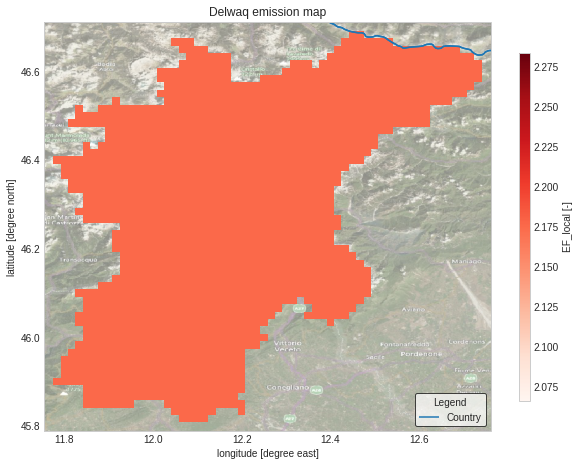 Delwaq emission map
46.6
46.4
46.2
46.0
45.8
latitude [degree north]
11.8
12.0
12.2
12.4
12.6
longitude [degree east]
2.275
2.250
2.225
2.200
2.175
2.150
2.125
2.100
2.075
EF_local [-]
Maniago
Aviano
Vittorio
Veneto
Pordenone
Conegliano
Legend
Country